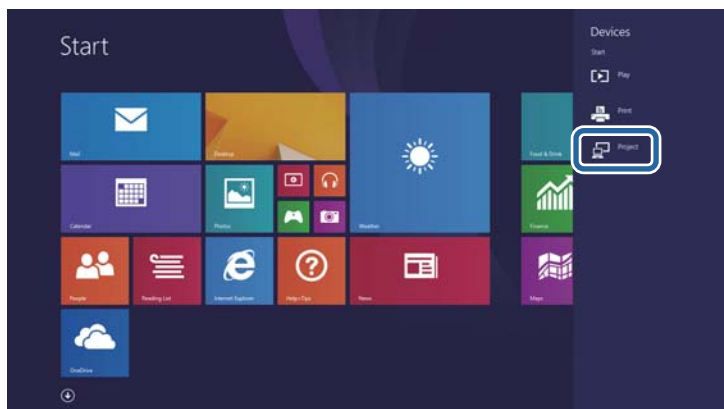 Start
Devices
Start
Play
Print
Project
Mail
Desktop
Food & Drink
Calendar
Photos
Weather
Finance
People
Reading List
Internet Explorer
Help+Tips
News
Maps
OneDrive